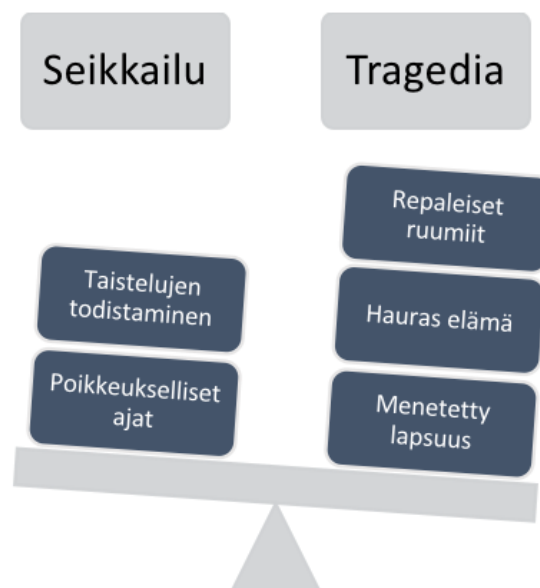 Seikkailu
Tragedia
Taistelujen
todistaminen
Poikkeukselliset
ajat
Repaleiset
ruumiit
Hauras elämä
Menetetty
lapsuus